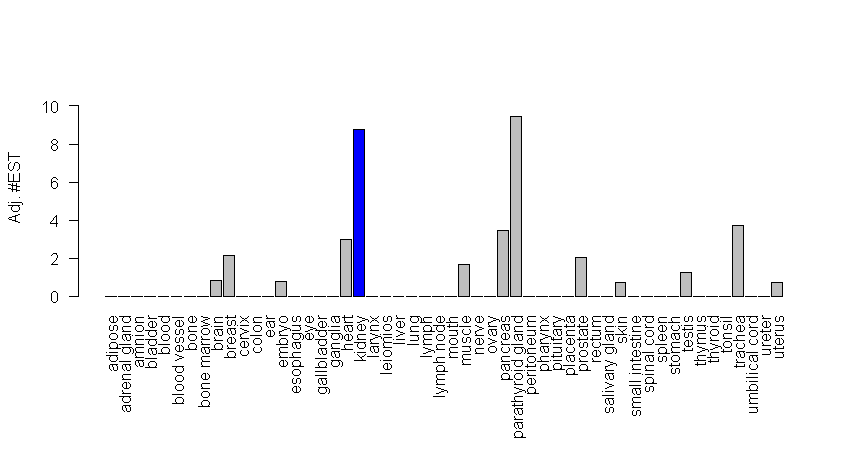 Adj. #EST
10
8
6
4
2
0
adipose
adrenal gland
amnion
bladder
blood
blood vessel
bone
bone marrow
brain
breast
cervix
colon
ear
embryo
esophagus
eye
gallbladder
ganglia
heart
kidney
larynx
leiomios
liver
lung
lymph
lymph node
mouth
muscle
nerve
ovary
pancreas
parathyroid gland
peritoneum
pharynx
pituitary
placenta
prostate
rectum
salivary gland
skin
small intestine
spinal cord
spleen
stomach
testis
thymus
thyroid
tonsil
trachea
umbilical cord
ureter
uterus